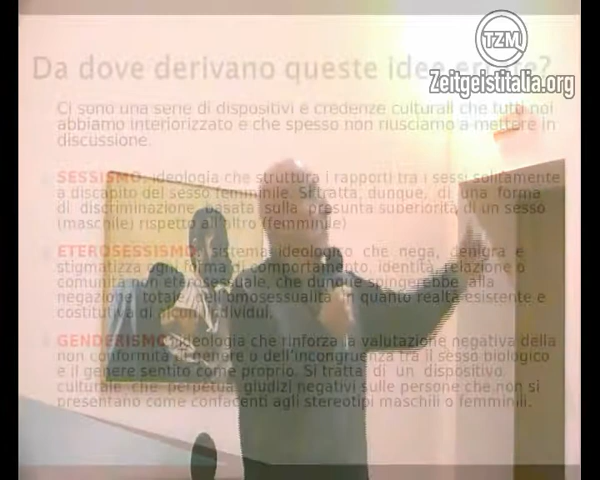 TZM
Zeitgeistitalia.org
Da dove derivano queste idee errate?
Ci sono una serie di dispositivi e credenze culturali che tutti noi
abbiamo interiorizzato e che spesso non riusciamo a mettere in
discussione.
SESSISMO: ideologia che struttura i rapporti tra i sessi solitamente
a discapito del sesso femminile. Si tratta, dunque, di una forma
di discriminazione basata sulla presunta superiorità di un sesso
(maschile) rispetto all'altro (femminile)
ETEROSESSISMO: sistema ideologico che nega, denigra e
stigmatizza ogni forma di comportamento, identità, relazione o
comunità non eterosessuale, che dunque spingerebbe alla
negazione totale dell'omosessualità in quanto realtà esistente e
costitutiva di alcuni individui.
GENDERISMO: ideologia che rinforza la valutazione negativa della
non conformità di genere o dell'incongruenza tra il sesso biologico
e il genere sentito come proprio. Si tratta di un dispositivo
culturale che perpetua giudizi negativi sulle persone che non si
presentano come confacenti agli stereotipi maschili o femminili.